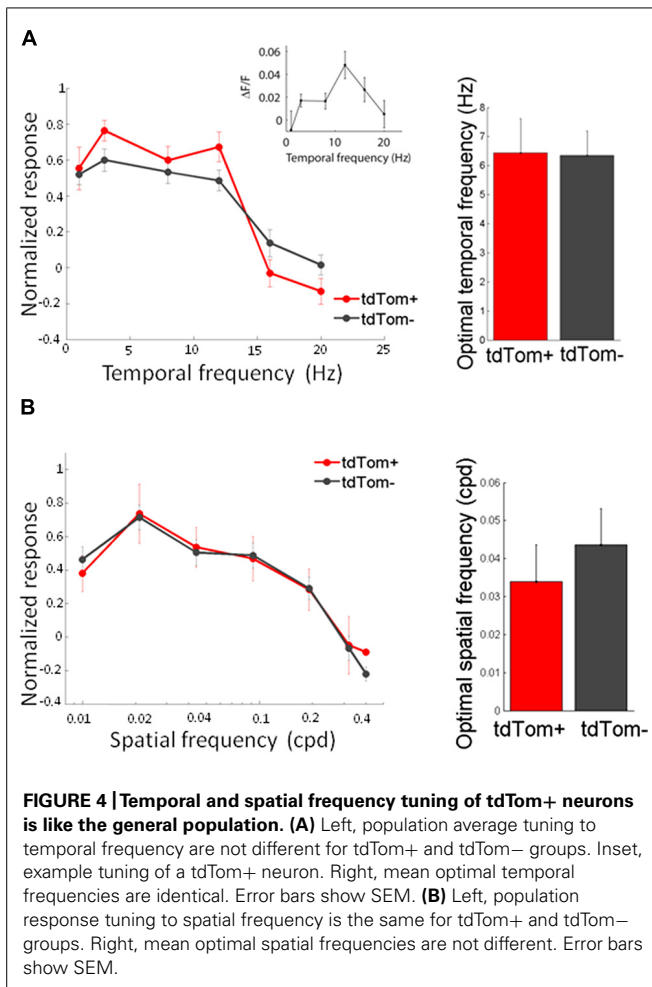 A
0.06
0.04
0.02
0
ΔF/F
0 10 20
Temporal frequency (Hz)
1
0.8
0.6
0.4
0.2
0
-0.2
-0.4
Normalized response
tdTom+
tdTom-
0 5 10 15 20 25
Temporal frequency (Hz)
8
7
6
5
4
3
2
1
0
Optimal temporal frequency (Hz)
tdTom+ tdTom-
B
tdTom+
tdTom-
1
0.8
0.6
0.4
0.2
0
-0.2
-0.4
Normalized response
0.01 0.02 0.04 0.1 0.2 0.4
Spatial frequency (cpd)
0.06
0.05
0.04
0.03
0.02
0.01
0
Optimal spatial frequency (cpd)
tdTom+ tdTom-
FIGURE 4 | Temporal and spatial frequency tuning of tdTom+ neurons
is like the general population. (A) Left, population average tuning to
temporal frequency are not different for tdTom+ and tdTom− groups. Inset,
example tuning of a tdTom+ neuron. Right, mean optimal temporal
frequencies are identical. Error bars show SEM. (B) Left, population
response tuning to spatial frequency is the same for tdTom+ and tdTom−
groups. Right, mean optimal spatial frequencies are not different. Error bars
show SEM.